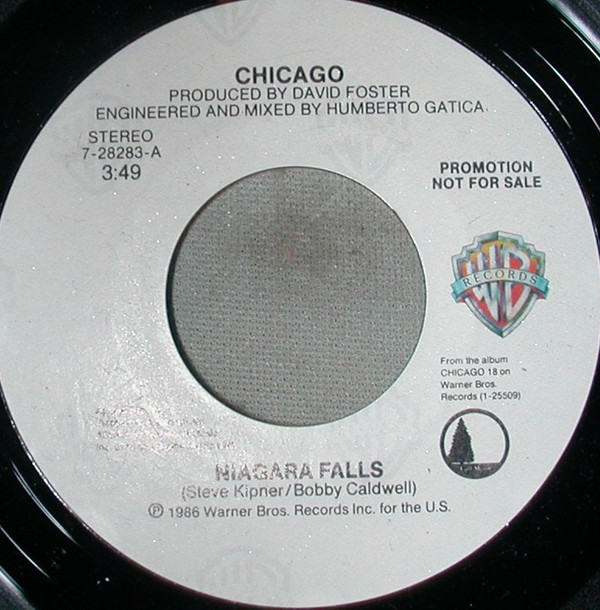 CHICAGO
PRODUCED BY DAVID FOSTER
ENGINEERED AND MIXED BY HUMBERTO GATICA
STEREO
7-28283-A
3:49
PROMOTION
NOT FOR SALE
WB
RECORDS
From the album
CHICAGO 18 on
Warner Bros.
Records (1-25509)
NIAGARA FALLS
(Steve Kipner/Bobby Caldwell)
Ⓟ 1986 Warner Bros. Records Inc. for the U.S.